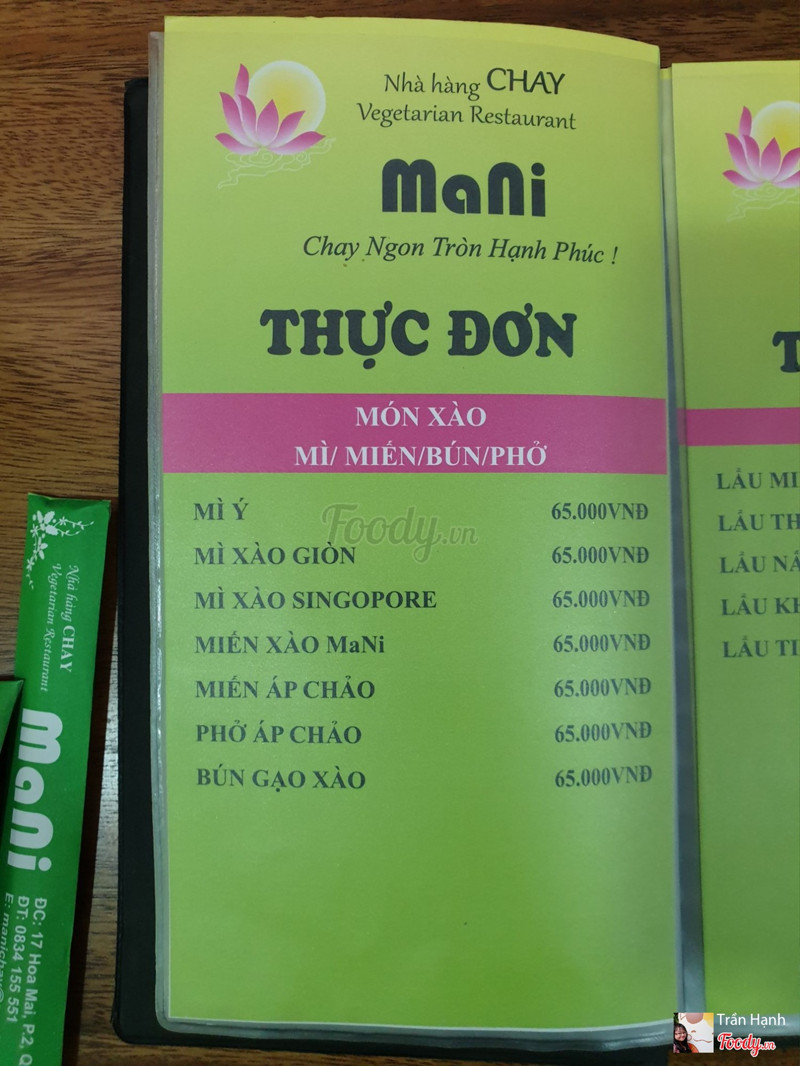 Nhà hàng CHAY
Vegetarian Restaurant
MaNi
Chay Ngon Tròn Hạnh Phúc !
THỰC ĐƠN
MÓN XÀO
MÌ/ MIẾN/BÚN/PHỞ
MÌ Ý 65.000VNĐ
MÌ XÀO GIÒN 65.000VNĐ
MÌ XÀO SINGOPORE 65.000VNĐ
MIẾN XÀO MaNi 65.000VNĐ
MIẾN ÁP CHẢO 65.000VNĐ
PHỞ ÁP CHẢO 65.000VNĐ
BÚN GẠO XÀO 65.000VNĐ
Foody.vn
LẨU
LẨU
LẨU
LẨU
LẨU
Nhà hàng CHAY
Vegetarian Restaurant
MaNi
ĐC: 17 Hoa Mai, P.2, Q
ĐT: 0834 155 551
E: manichay@
Trần Hạnh
Foody.vn